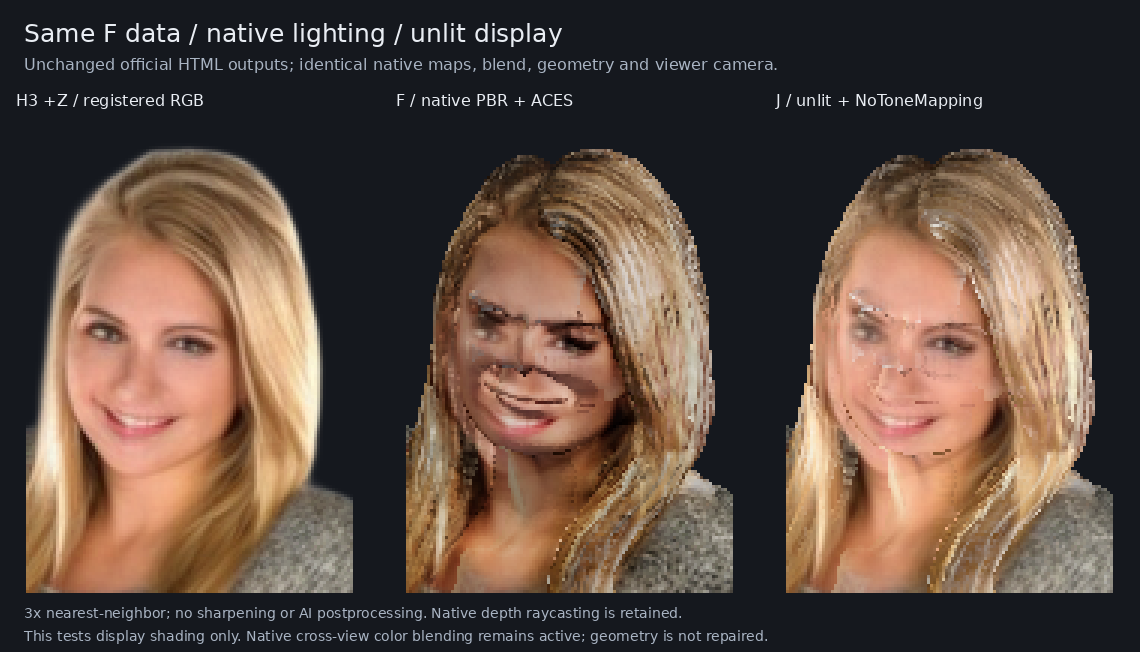 Same F data / native lighting / unlit display
Unchanged official HTML outputs; identical native maps, blend, geometry and viewer camera.
H3 +Z / registered RGB
F / native PBR + ACES
J / unlit + NoToneMapping
3x nearest-neighbor; no sharpening or AI postprocessing. Native depth raycasting is retained.
This tests display shading only. Native cross-view color blending remains active; geometry is not repaired.